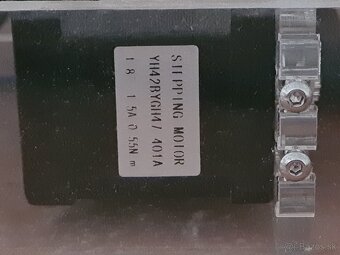 STEPPING MOTOR
YH42BYGH47 401A
1.8 1.5A 0.55N m